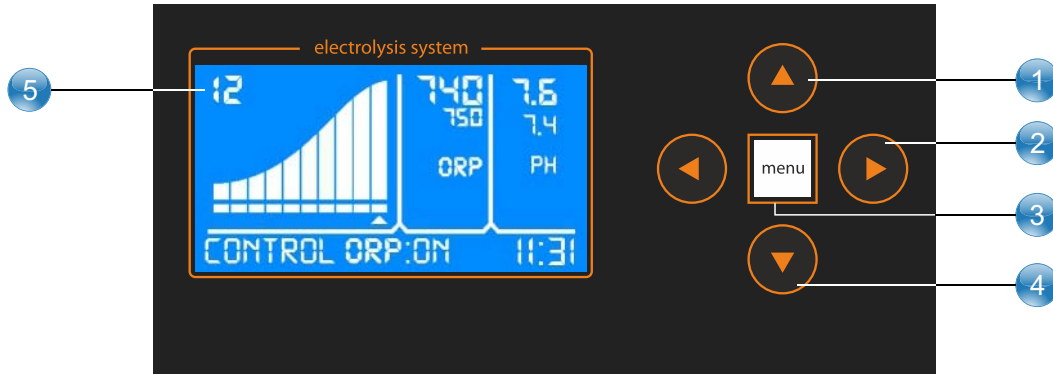 electrolysis system
12
740
750
ORP
7.6
7.4
PH
CONTROL ORP:ON 11:31
menu
1
2
3
4
5